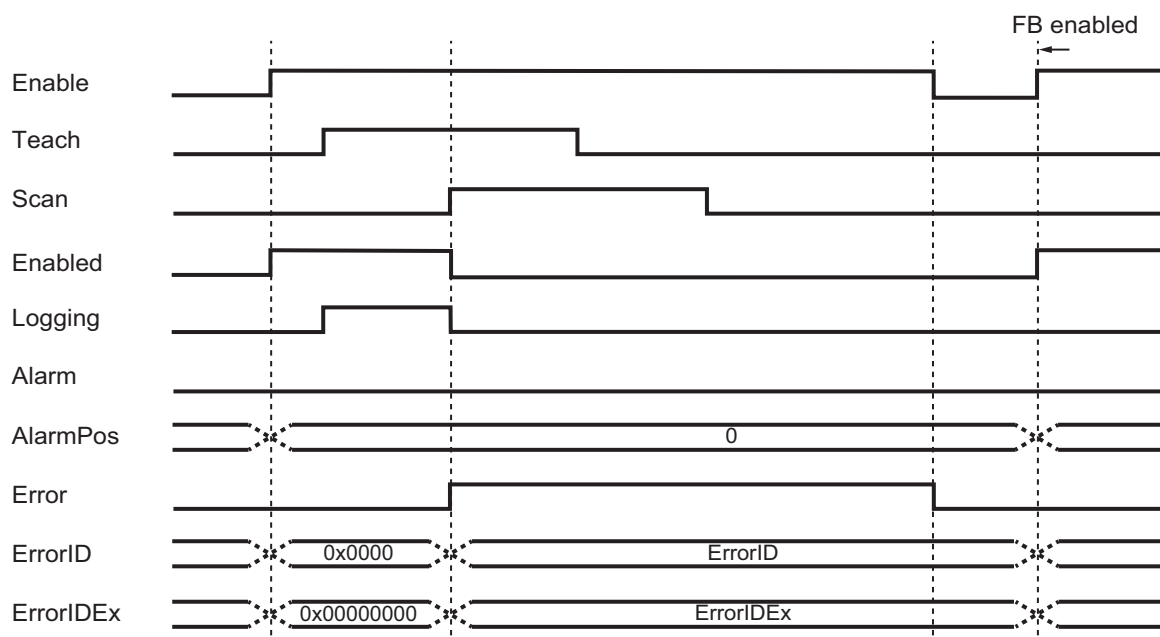 FB enabled
Enable
Teach
Scan
Enabled
Logging
Alarm
AlarmPos
0
Error
ErrorID
0x0000
ErrorID
ErrorIDEx
0x00000000
ErrorIDEx